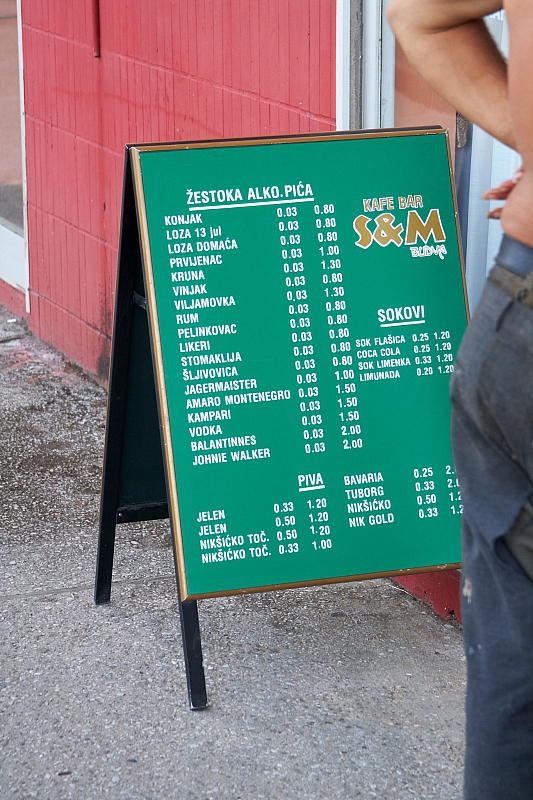 ŽESTOKA ALKO.PIĆA
KONJAK 0.03 0.80
LOZA 13 jul 0.03 0.80
LOZA DOMAĆA 0.03 0.80
PRVIJENAC 0.03 1.00
KRUNA 0.03 1.30
VINJAK 0.03 0.80
VILJAMOVKA 0,03 1.30
RUM 0.03 0.80
PELINKOVAC 0.03 0.80
LIKERI 0.03 0.80
STOMAKLIJA 0.03 0.80
ŠLJIVOVICA 0.03 0.80
JAGERMAISTER 0.03 1.00
AMARO MONTENEGRO 0.03 1.50
KAMPARI 0.03 1.50
VODKA 0.03 1.50
BALANTINNES 0.03 2.00
JOHNIE WALKER 0.03 2.00
KAFE BAR
S&M
BUDVA
SOKOVI
SOK FLAŠICA 0.25 1.20
COCA COLA 0.25 1.20
SOK LIMENKA 0.33 1.20
LIMUNADA 0.20 1.20
PIVA
JELEN 0.33 1.20
JELEN 0.50 1.20
NIKŠIĆKO TOČ. 0.50 1.20
NIKŠIĆKO TOČ. 0.33 1.00
BAVARIA 0.25
TUBORG 0.33
NIKŠIĆKO 0.50
NIK GOLD 0.33